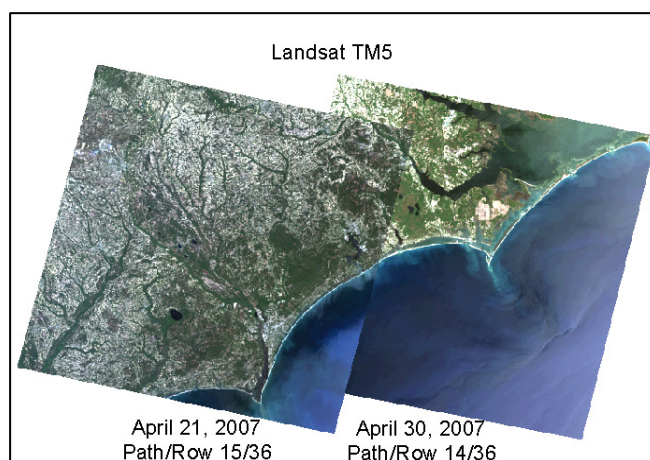 Landsat TM5
April 21, 2007
Path/Row 15/36
April 30, 2007
Path/Row 14/36